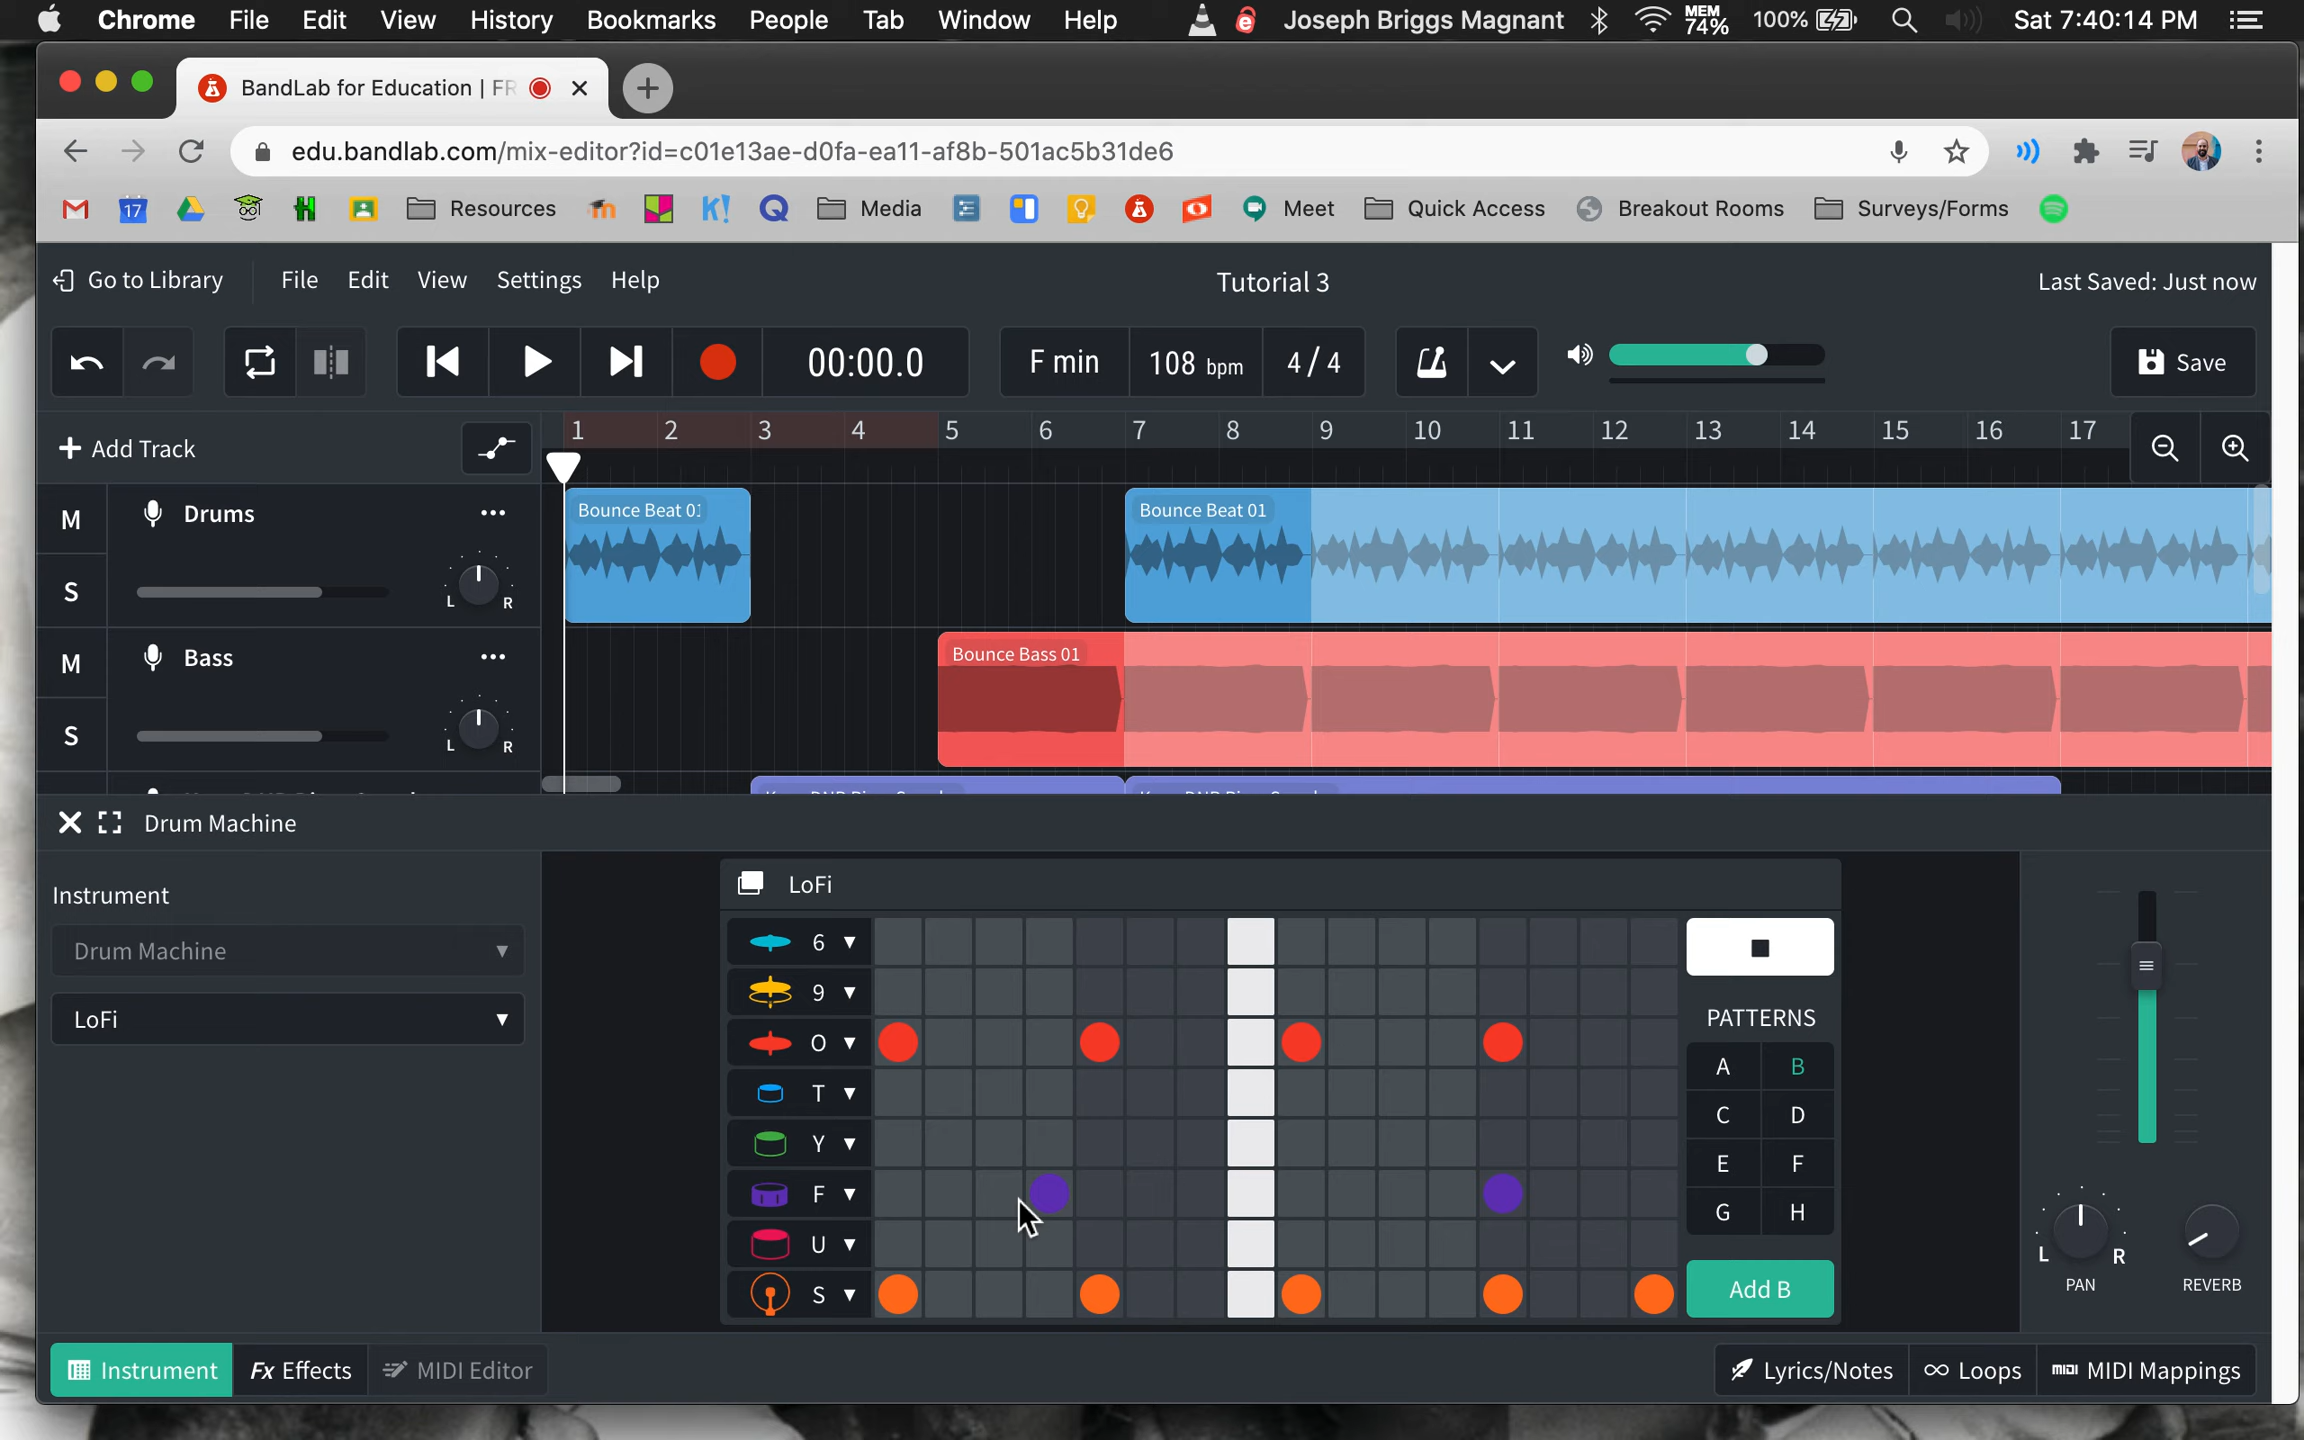 Chrome File Edit View History Bookmarks People Tab Window Help Joseph Briggs Magnant MEM 74% 100% Sat 7:40:14 PM
BandLab for Education | FR
edu.bandlab.com/mix-editor?id=c01e13ae-d0fa-ea11-af8b-501ac5b31de6
17 Resources K! Media Meet Quick Access Breakout Rooms Surveys/Forms
Go to Library File Edit View Settings Help Tutorial 3 Last Saved: Just now
00:00.0 F min 108 bpm 4 / 4 Save
Add Track 1 2 3 4 5 6 7 8 9 10 11 12 13 14 15 16 17
M Drums Bounce Beat 01 Bounce Beat 01
S L R
M Bass Bounce Bass 01
S L R
Drum Machine
Instrument LoFi
Drum Machine 6
9 PATTERNS
LoFi O A B
T C D
Y E F
F G H
U L R PAN REVERB
S Add B
Instrument Fx Effects MIDI Editor Lyrics/Notes Loops MIDI MIDI Mappings